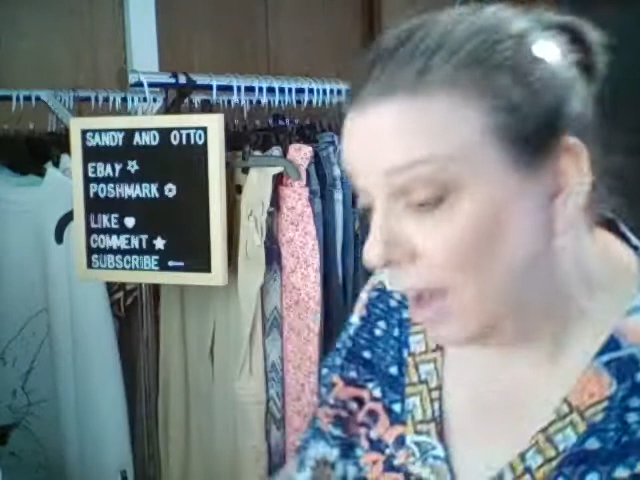 SANDY AND OTTO
EBAY ☆
POSHMARK ✿
LIKE ♥
COMMENT ★
SUBSCRIBE ←